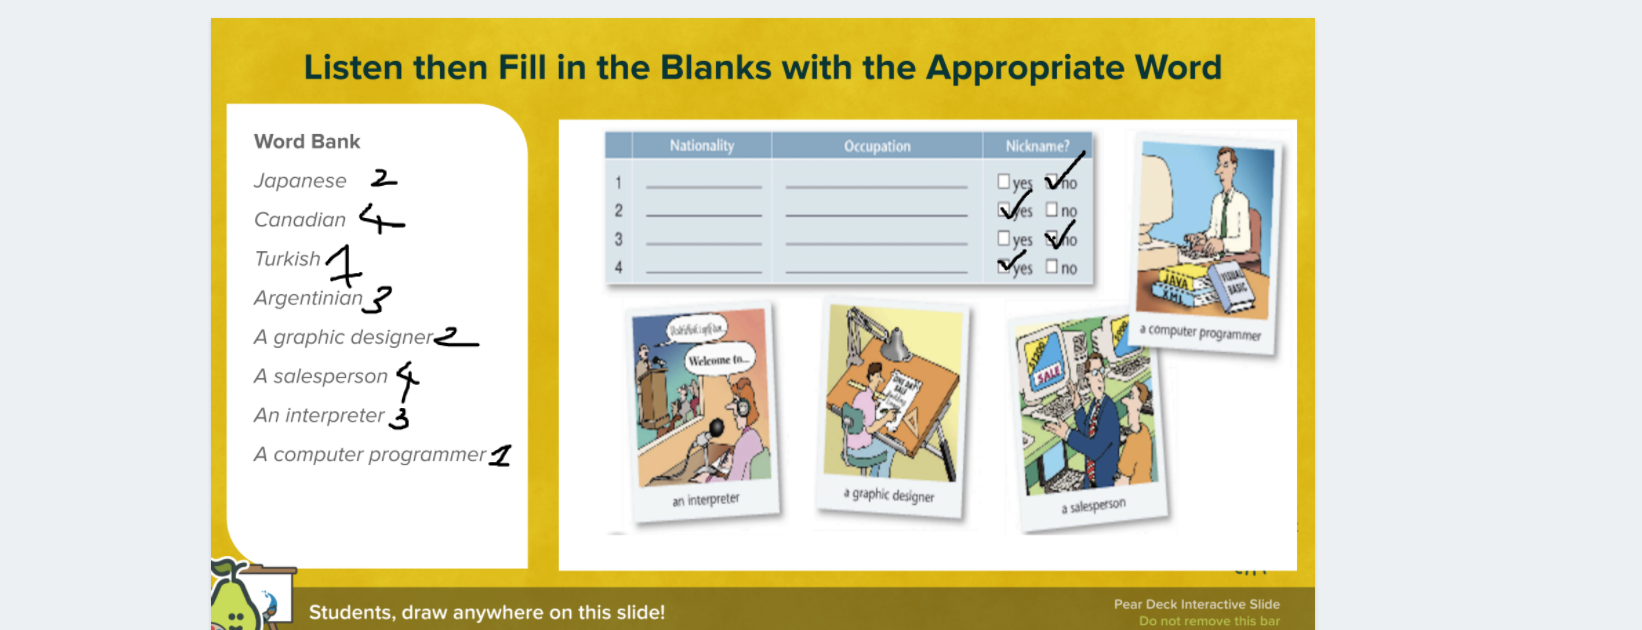 Listen then Fill in the Blanks with the Appropriate Word
Word Bank
Japanese 2
Canadian 4
Turkish 1
Argentinian 3
A graphic designer 2
A salesperson 4
An interpreter 3
A computer programmer 1
Nationality Occupation Nickname?
1 yes no
2 yes no
3 yes no
4 yes no
JAVA
XML
VISUAL
BASIC
a computer programmer
Welcome to...
an interpreter
ONE DAY
SALE
a graphic designer
SALE
a salesperson
Students, draw anywhere on this slide!
Pear Deck Interactive Slide
Do not remove this bar